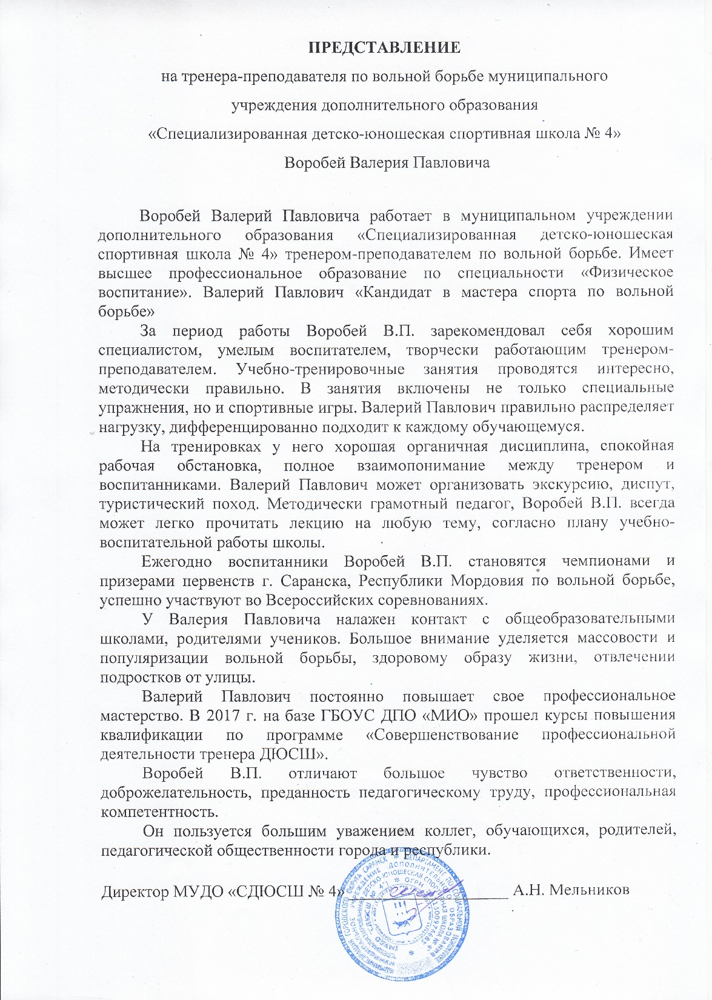 ПРЕДСТАВЛЕНИЕ
на тренера-преподавателя по вольной борьбе муниципального
учреждения дополнительного образования
«Специализированная детско-юношеская спортивная школа № 4»
Воробей Валерия Павловича
Воробей Валерий Павловича работает в муниципальном учреждении
дополнительного образования «Специализированная детско-юношеская
спортивная школа № 4» тренером-преподавателем по вольной борьбе. Имеет
высшее профессиональное образование по специальности «Физическое
воспитание». Валерий Павлович «Кандидат в мастера спорта по вольной
борьбе»
За период работы Воробей В.П. зарекомендовал себя хорошим
специалистом, умелым воспитателем, творчески работающим тренером-
преподавателем. Учебно-тренировочные занятия проводятся интересно,
методически правильно. В занятия включены не только специальные
упражнения, но и спортивные игры. Валерий Павлович правильно распределяет
нагрузку, дифференцированно подходит к каждому обучающемуся.
На тренировках у него хорошая органичная дисциплина, спокойная
рабочая обстановка, полное взаимопонимание между тренером и
воспитанниками. Валерий Павлович может организовать экскурсию, диспут,
туристический поход. Методически грамотный педагог, Воробей В.П. всегда
может легко прочитать лекцию на любую тему, согласно плану учебно-
воспитательной работы школы.
Ежегодно воспитанники Воробей В.П. становятся чемпионами и
призерами первенств г. Саранска, Республики Мордовия по вольной борьбе,
успешно участвуют во Всероссийских соревнованиях.
У Валерия Павловича налажен контакт с общеобразовательными
школами, родителями учеников. Большое внимание уделяется массовости и
популяризации вольной борьбы, здоровому образу жизни, отвлечении
подростков от улицы.
Валерий Павлович постоянно повышает свое профессиональное
мастерство. В 2017 г. на базе ГБОУС ДПО «МИО» прошел курсы повышения
квалификации по программе «Совершенствование профессиональной
деятельности тренера ДЮСШ».
Воробей В.П. отличают большое чувство ответственности,
доброжелательность, преданность педагогическому труду, профессиональная
компетентность.
Он пользуется большим уважением коллег, обучающихся, родителей,
педагогической общественности города и республики.
Директор МУДО «СДЮСШ № 4» А.Н. Мельников